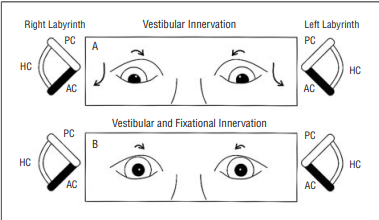 Right Labyrinth Vestibular Innervation Left Labyrinth
PC PC
A
HC HC
AC AC
Vestibular and Fixational Innervation
PC PC
B
HC HC
AC AC